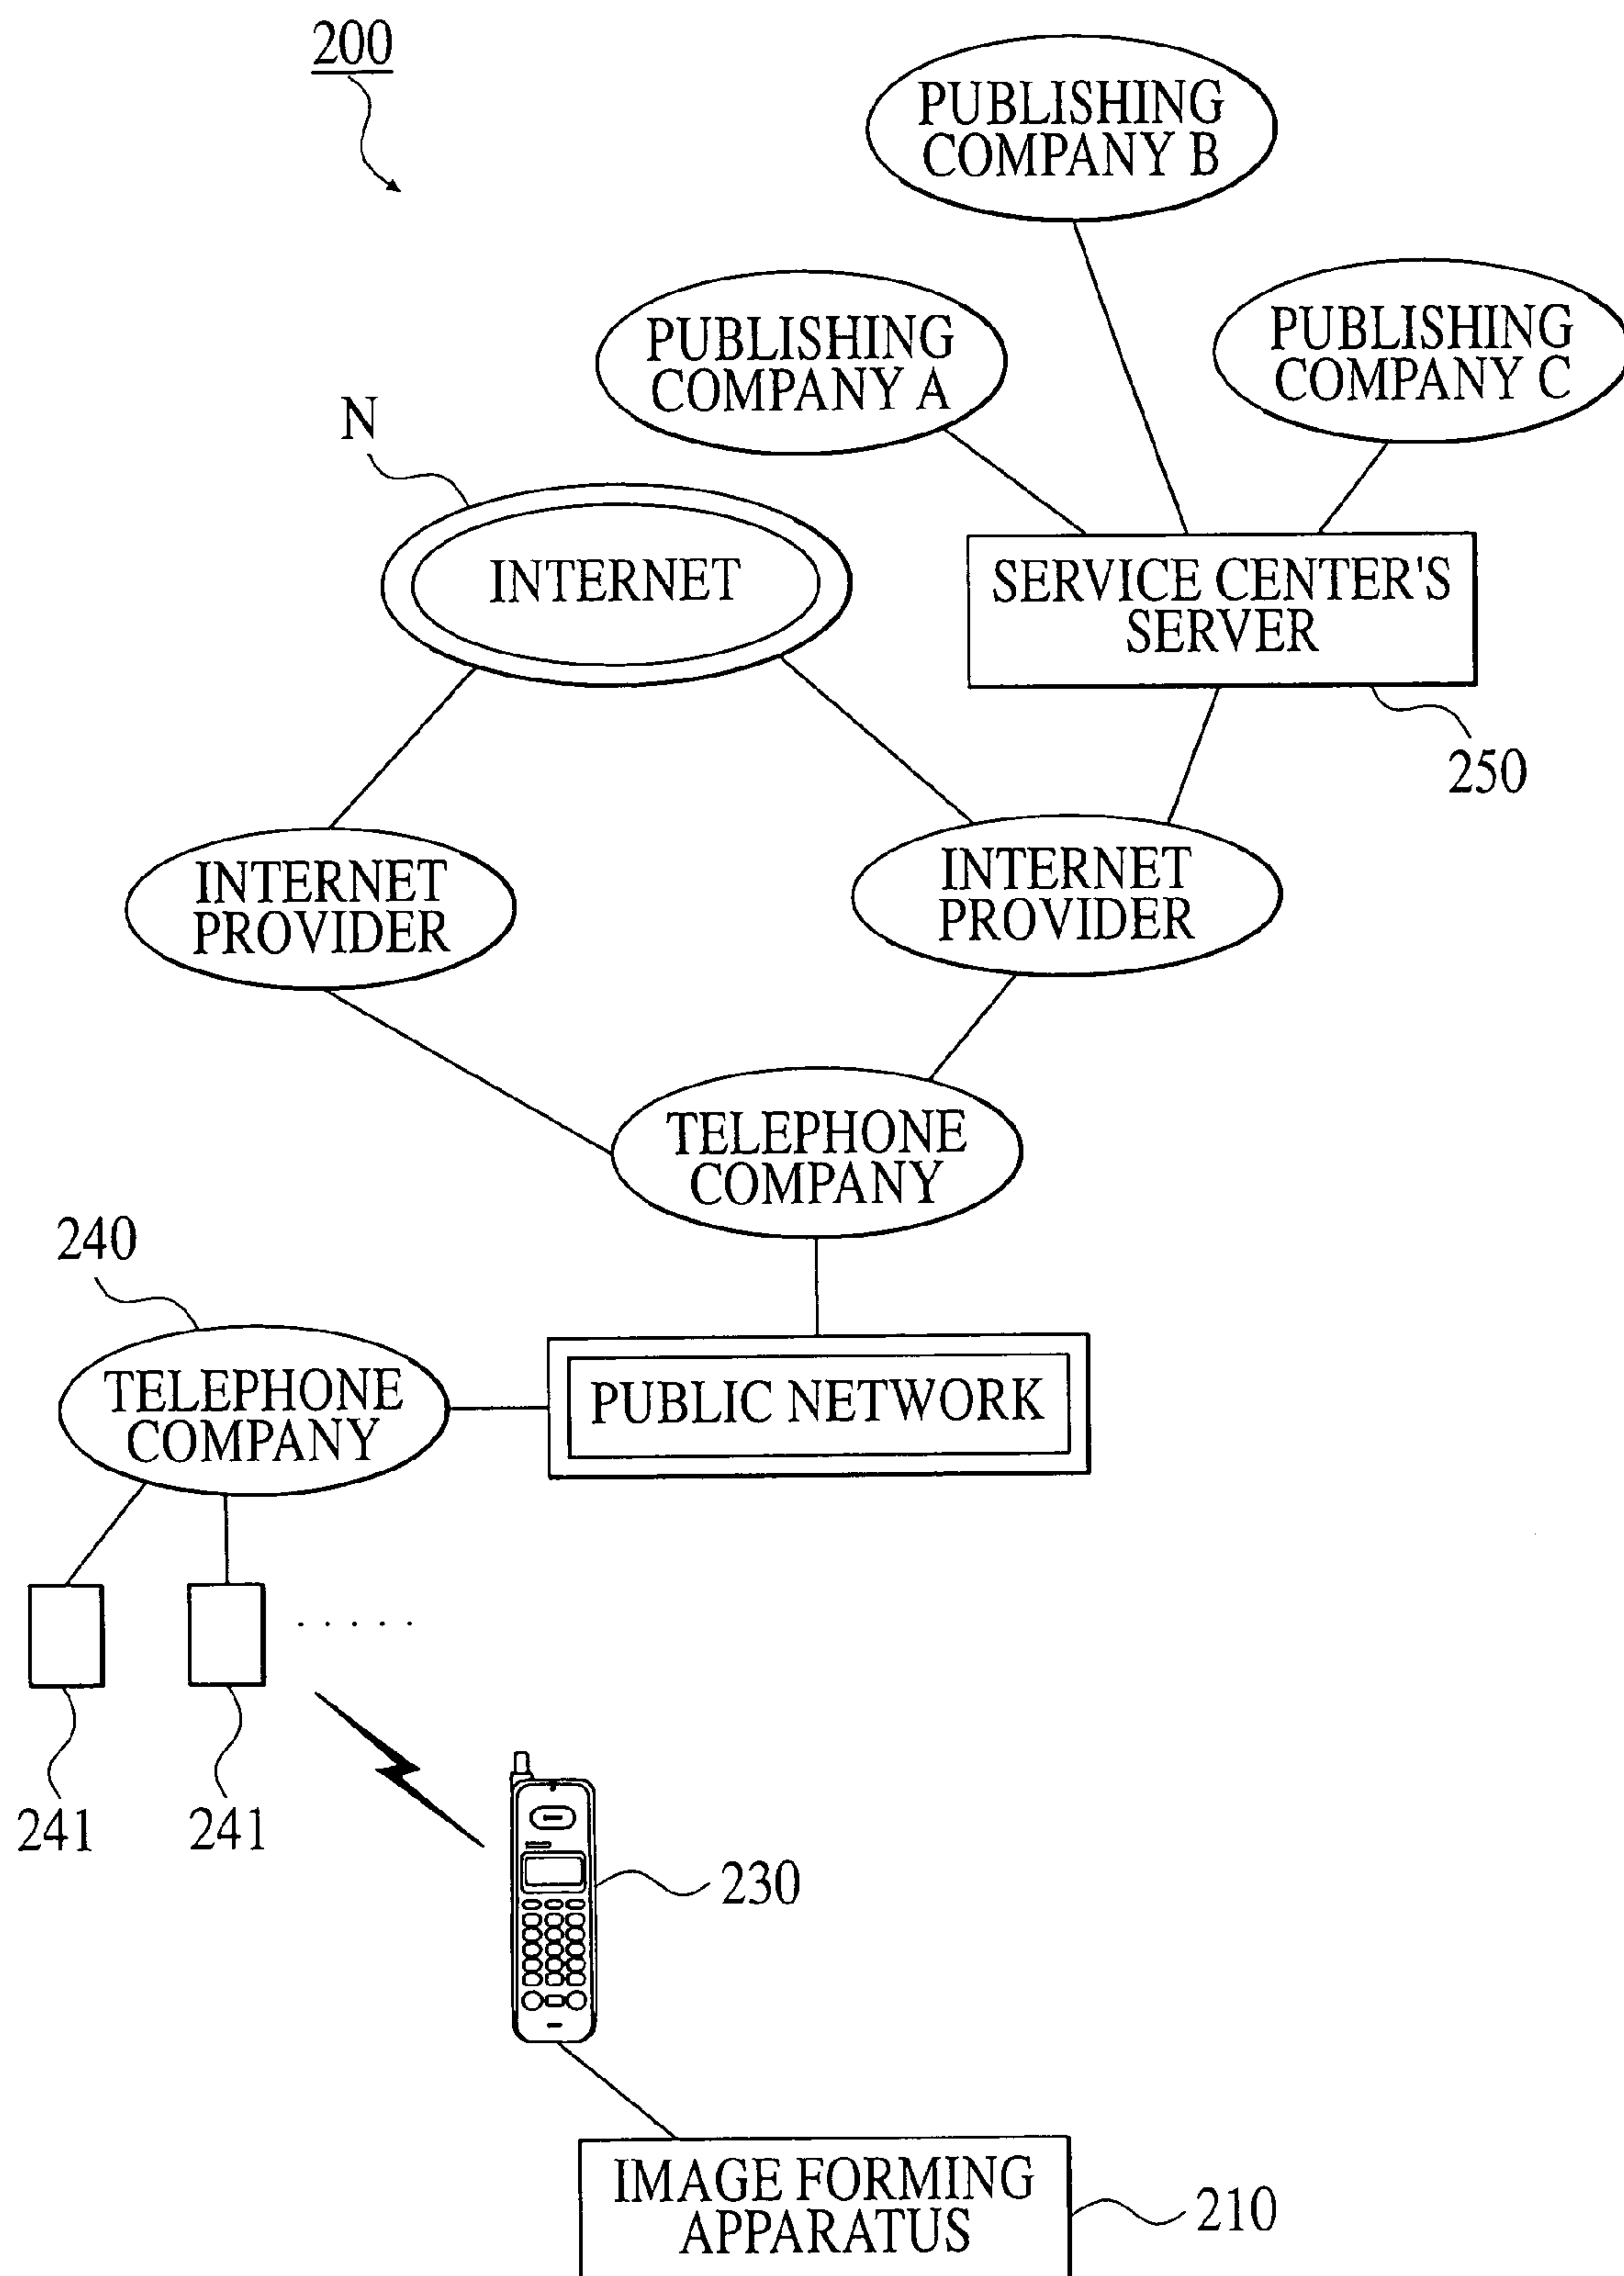 200
PUBLISHING
COMPANY B
PUBLISHING
COMPANY A
PUBLISHING
COMPANY C
N
INTERNET
SERVICE CENTER'S
SERVER
250
INTERNET
PROVIDER
INTERNET
PROVIDER
TELEPHONE
COMPANY
240
TELEPHONE
COMPANY
PUBLIC NETWORK
241
241
230
IMAGE FORMING
APPARATUS
210